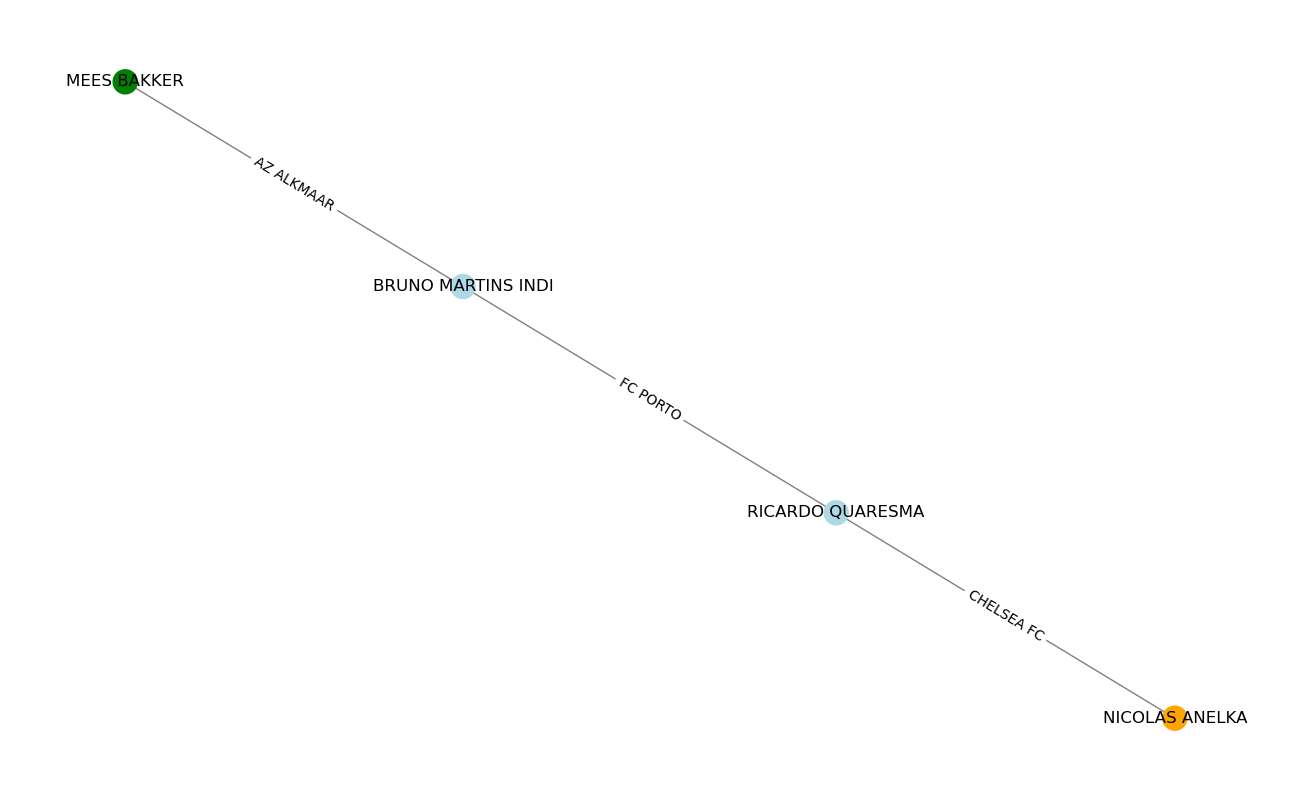 MEES BAKKER
AZ ALKMAAR
BRUNO MARTINS INDI
FC PORTO
RICARDO QUARESMA
CHELSEA FC
NICOLAS ANELKA